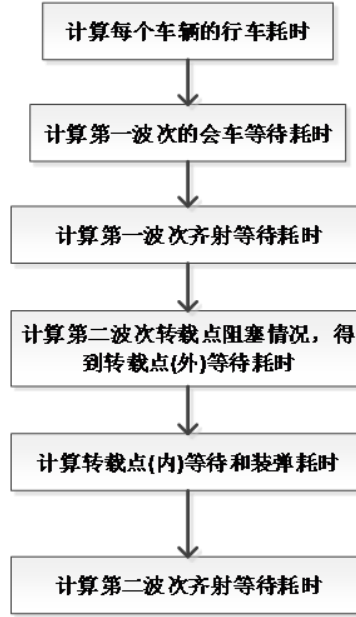 计算每个车辆的行车耗时
计算第一波次的会车等待耗时
计算第一波次齐射等待耗时
计算第二波次转载点阻塞情况，得
到转载点(外)等待耗时
计算转载点(内)等待和装弹耗时
计算第二波次齐射等待耗时